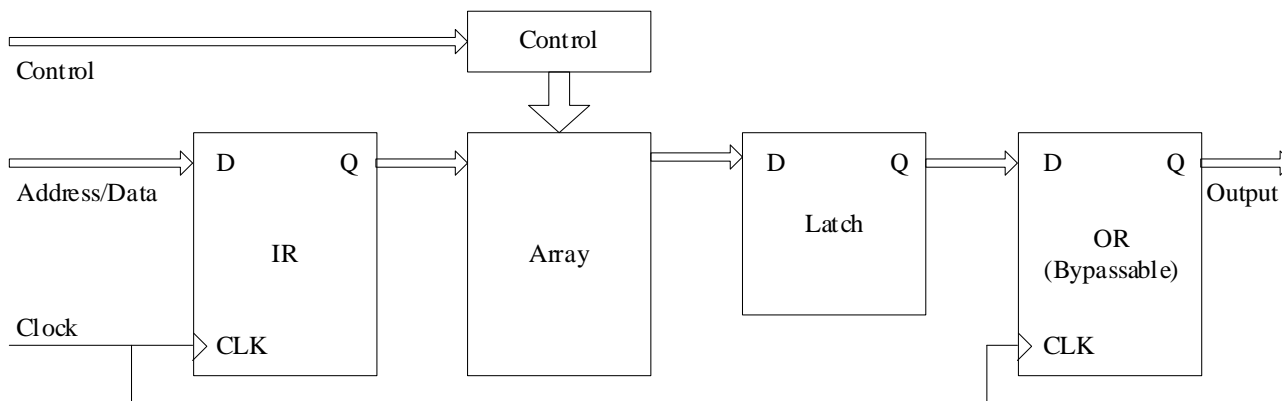 Control
Control
D Q
Address/Data
IR
Clock
CLK
Array
D Q
Latch
D Q
Output
OR
(Bypassable)
CLK